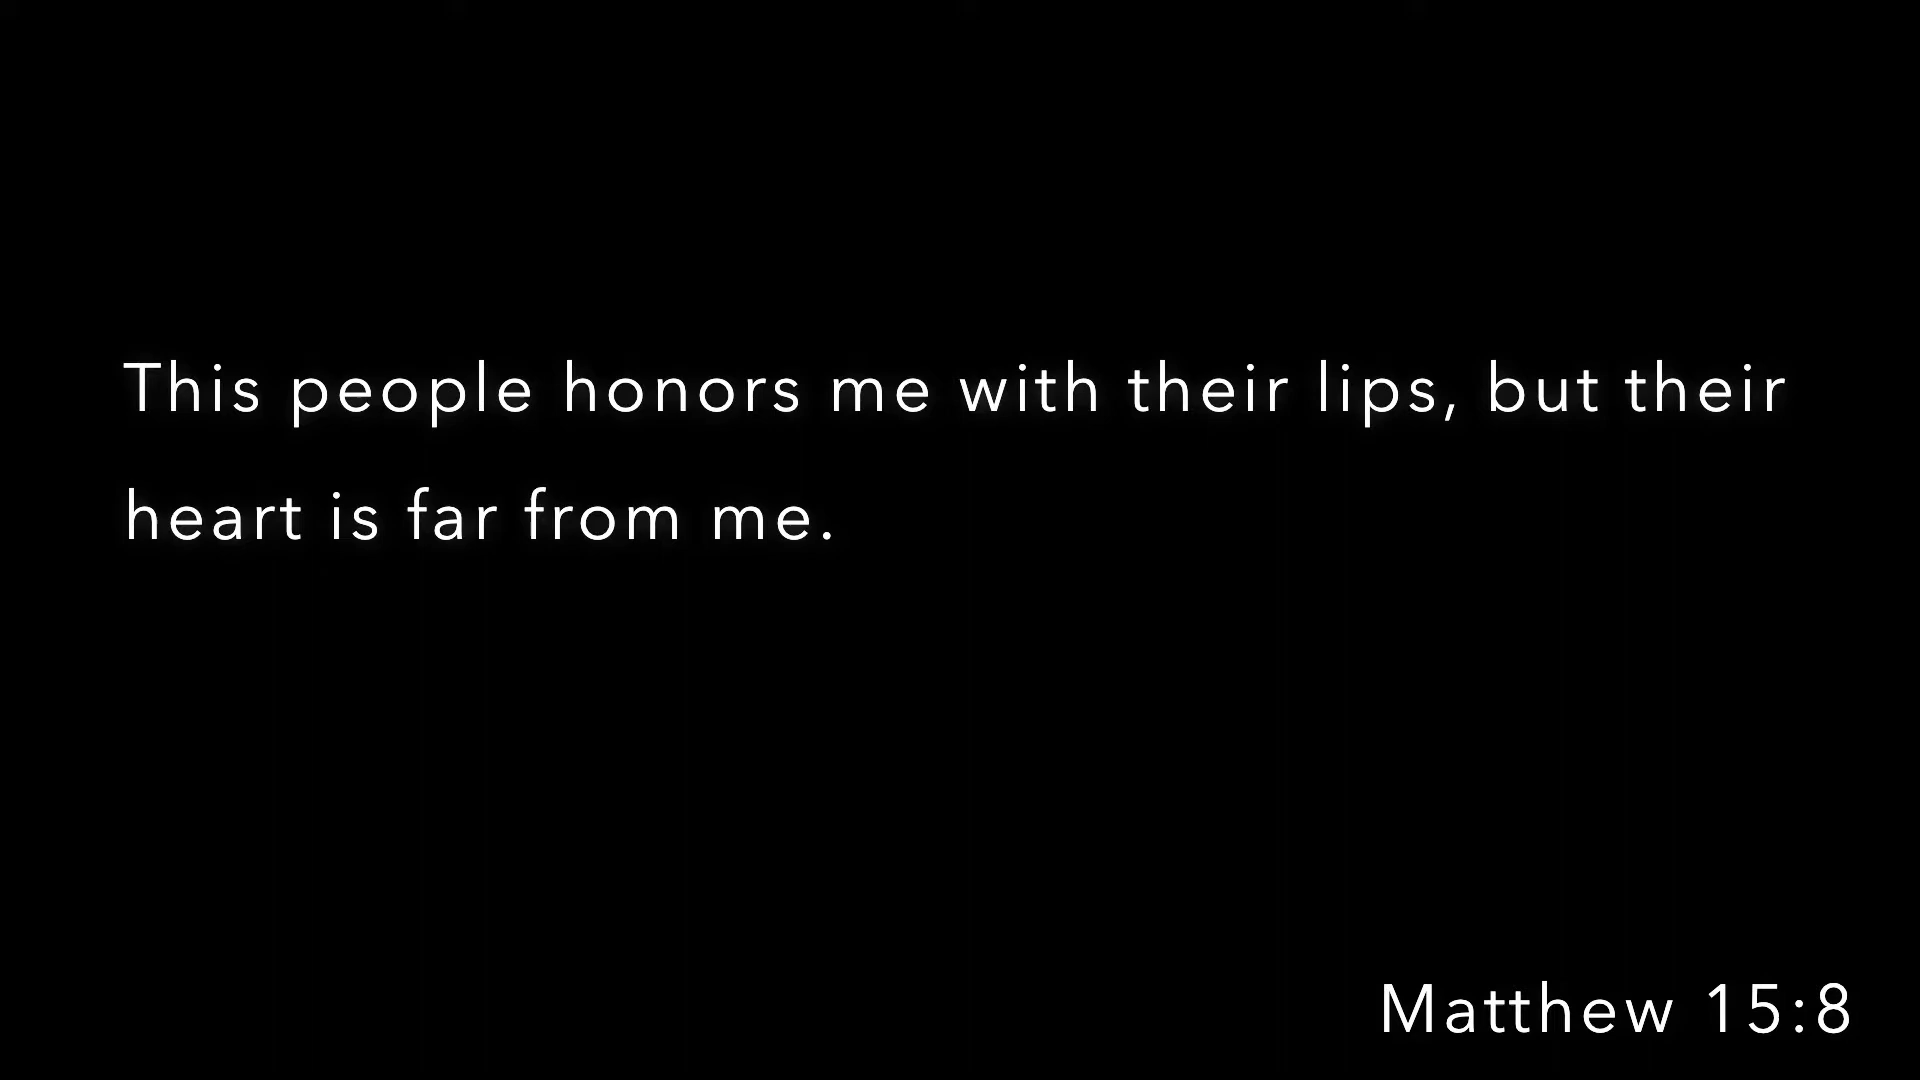 This people honors me with their lips, but their
heart is far from me.
Matthew 15:8